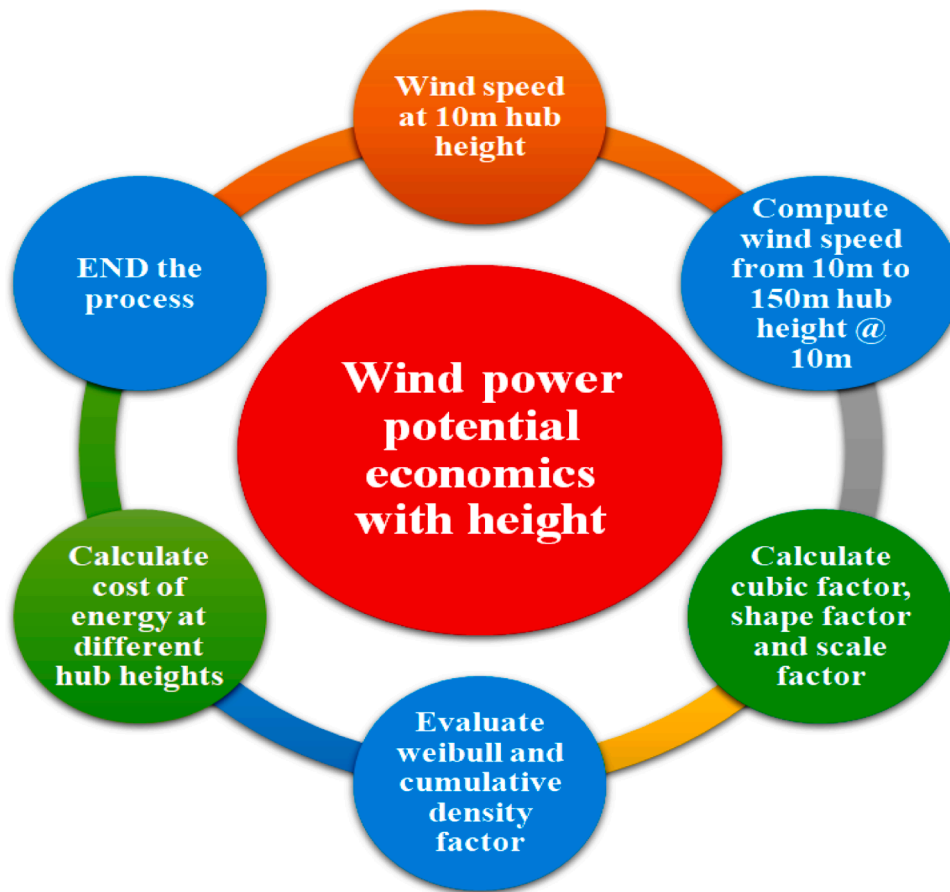 Wind speed
at 10m hub
height
Compute
wind speed
from 10m to
150m hub
height @
10m
Calculate
cubic factor,
shape factor
and scale
factor
Evaluate
weibull and
cumulative
density
factor
Calculate
cost of
energy at
different
hub heights
END the
process
Wind power
potential
economics
with height